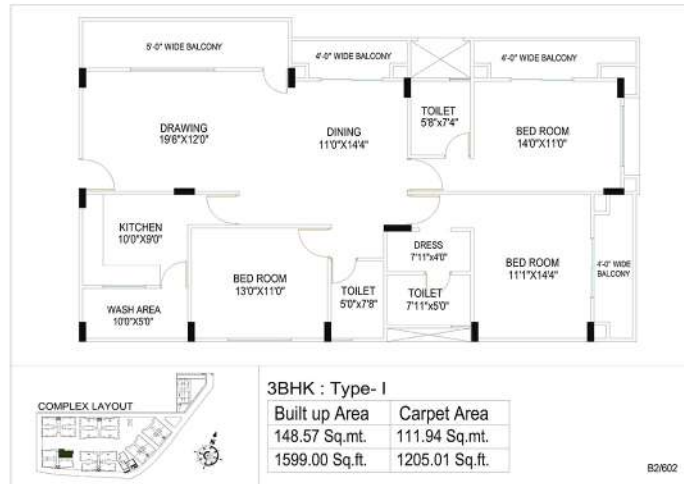 5'-0" WIDE BALCONY
4'-0" WIDE BALCONY
4'-0" WIDE BALCONY
TOILET
5'8"x7'4"
DRAWING
19'6"X12'0"
DINING
11'0"X14'4"
BED ROOM
14'0"X11'0"
KITCHEN
10'0"X9'0"
DRESS
7'11"x4'0"
BED ROOM
13'0"X11'0"
BED ROOM
11'1"X14'4"
4'-0" WIDE
BALCONY
TOILET
5'0"x7'8"
TOILET
7'11"x5'0"
WASH AREA
10'0"X5'0"
COMPLEX LAYOUT
3BHK : Type- I
Built up Area Carpet Area
148.57 Sq.mt. 111.94 Sq.mt.
1599.00 Sq.ft. 1205.01 Sq.ft.
B2/602